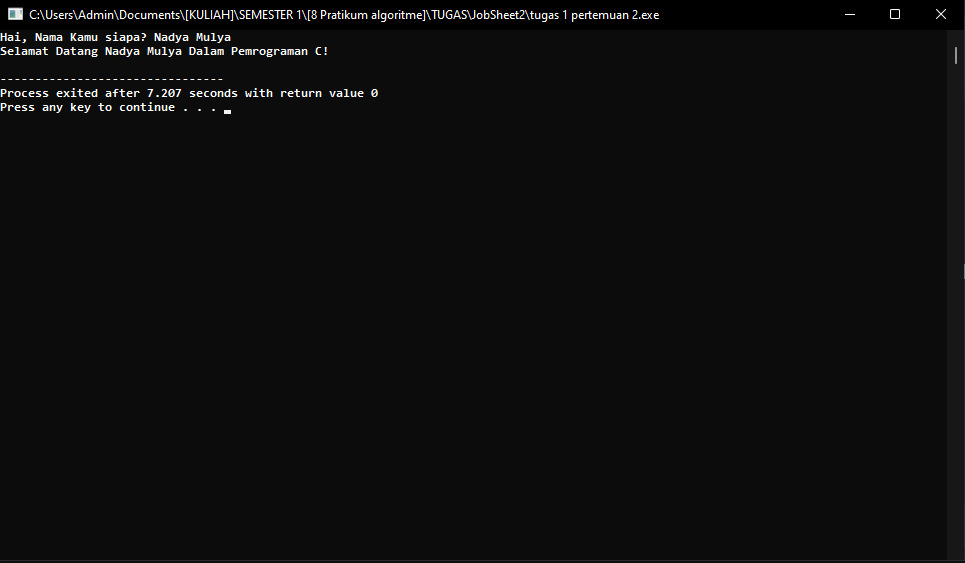 C:\Users\Admin\Documents\[KULIAH]\SEMESTER 1\[8 Pratikum algoritme]\TUGAS\JobSheet2\tugas 1 pertemuan 2.exe
Hai, Nama Kamu siapa? Nadya Mulya
Selamat Datang Nadya Mulya Dalam Pemrograman C!
--------------------------------
Process exited after 7.207 seconds with return value 0
Press any key to continue . . .